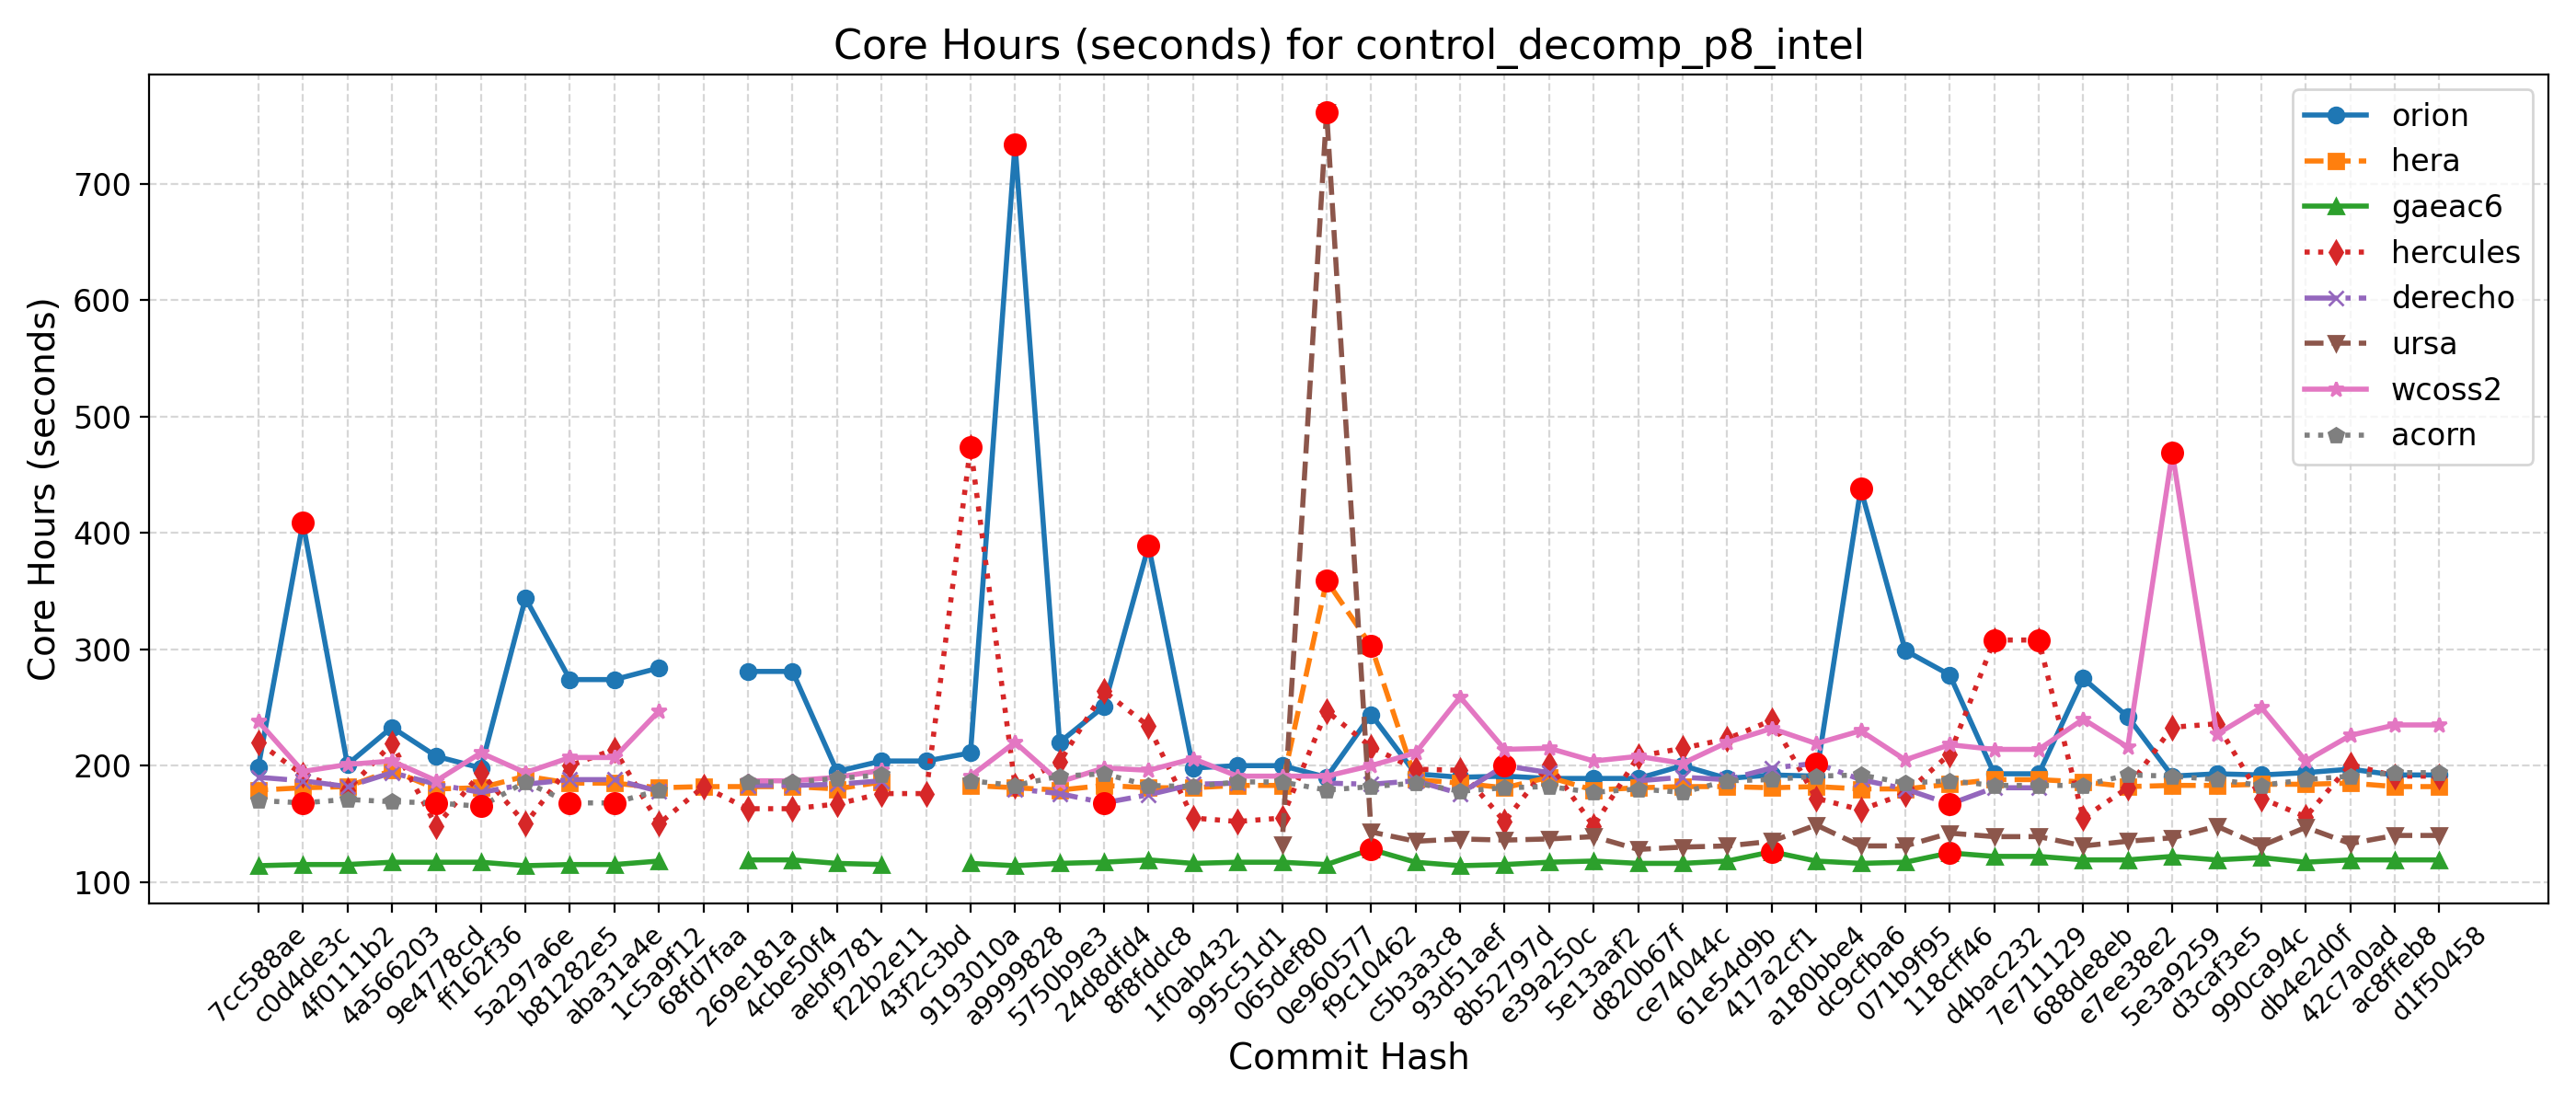 Core Hours (seconds) for control_decomp_p8_intel
Core Hours (seconds)
700
600
500
400
300
200
100
orion
hera
gaeac6
hercules
derecho
ursa
wcoss2
acorn
7cc588ae
c0d4de3c
4f0111b2
4a566203
9e4778cd
ff162f36
5a297a6e
b81282e5
aba31a4e
1c5a9f12
68fd7faa
269e181a
4cbe50f4
aebf9781
f22b2e11
43f2c3bd
9193010a
a9999828
5750b9e3
24d8dfd4
8f8fddc8
1f0ab432
995c51d1
065def80
0e960577
f9c10462
c5b3a3c8
93d51aef
8b52797d
e39a250c
5e13aaf2
d820b67f
ce74044c
61e54d9b
417a2cf1
a180bbe4
dc9cfba6
071b9f95
118cff46
d4bac232
7e711129
688de8eb
e7ee38e2
5e3a9259
d3caf3e5
990ca94c
db4e2d0f
42c7a0ad
ac8ffeb8
d1f50458
Commit Hash